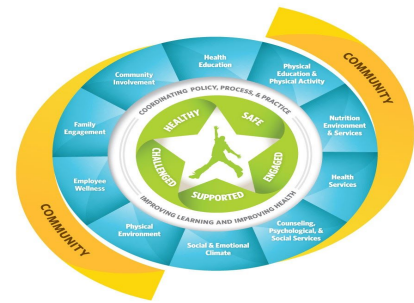 COMMUNITY
Health
Education
Physical
Education &
Physical Activity
Nutrition
Environment
& Services
Health
Services
Counseling,
Psychological, &
Social Services
Social & Emotional
Climate
Physical
Environment
Employee
Wellness
Family
Engagement
Community
Involvement
COORDINATING POLICY, PROCESS, & PRACTICE
IMPROVING LEARNING AND IMPROVING HEALTH
HEALTHY
SAFE
ENGAGED
SUPPORTED
CHALLENGED
COMMUNITY